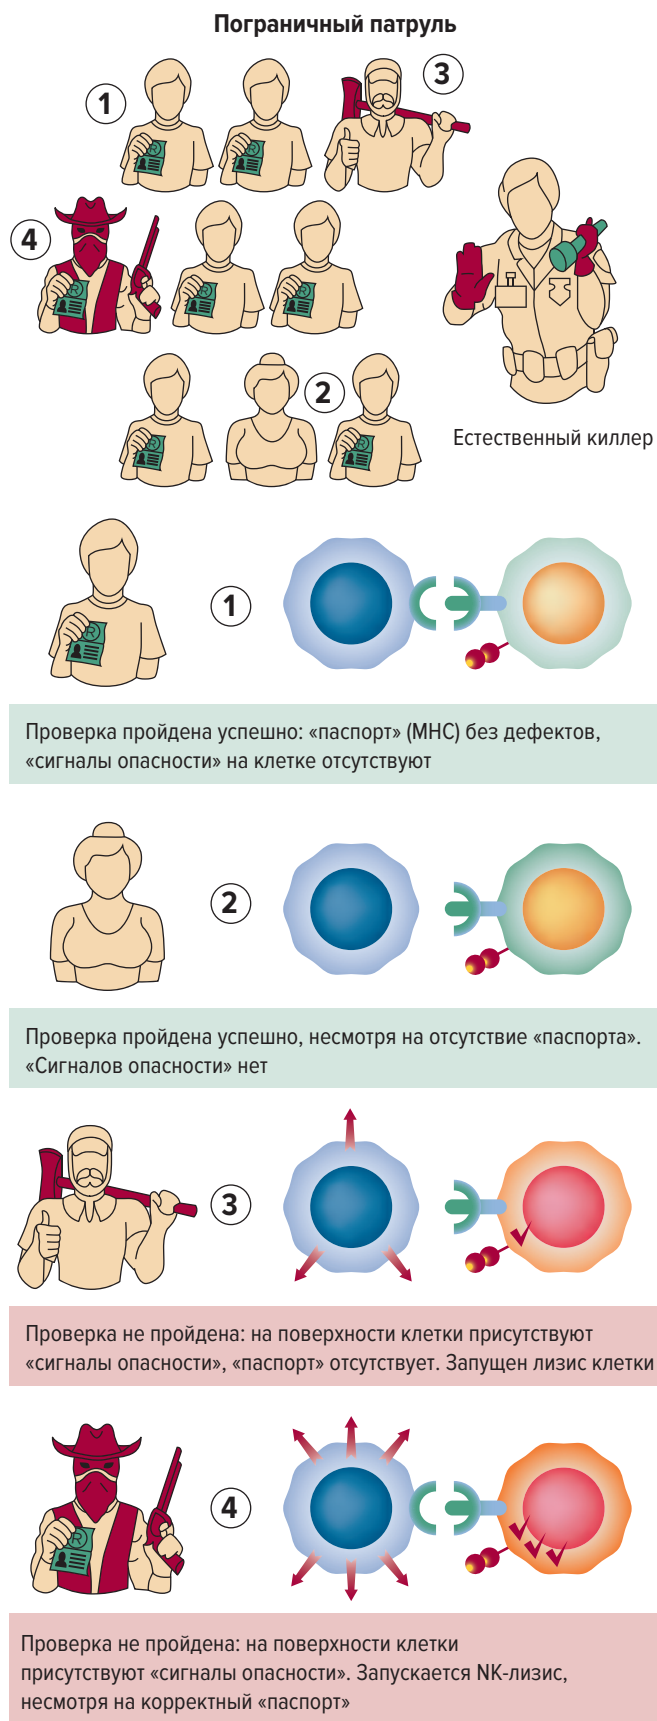 Пограничный патруль
1
3
4
2
Естественный киллер
1
Проверка пройдена успешно: «паспорт» (МНС) без дефектов,
«сигналы опасности» на клетке отсутствуют
2
Проверка пройдена успешно, несмотря на отсутствие «паспорта».
«Сигналов опасности» нет
3
Проверка не пройдена: на поверхности клетки присутствуют
«сигналы опасности», «паспорт» отсутствует. Запущен лизис клетки
4
Проверка не пройдена: на поверхности клетки
присутствуют «сигналы опасности». Запускается NK-лизис,
несмотря на корректный «паспорт»